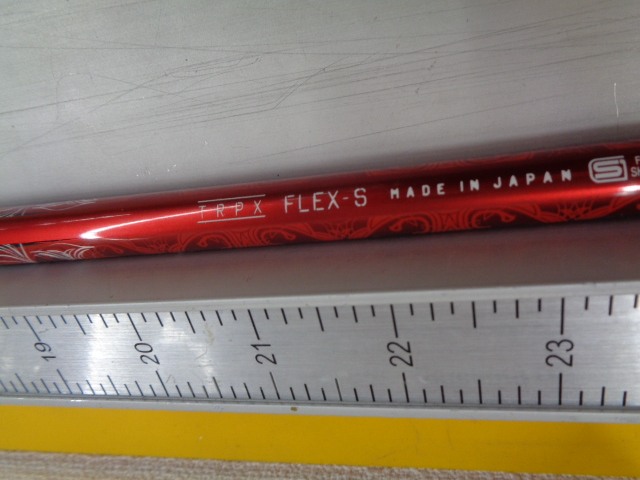 TRPX FLEX-S MADE IN JAPAN
19 20 21 22 23